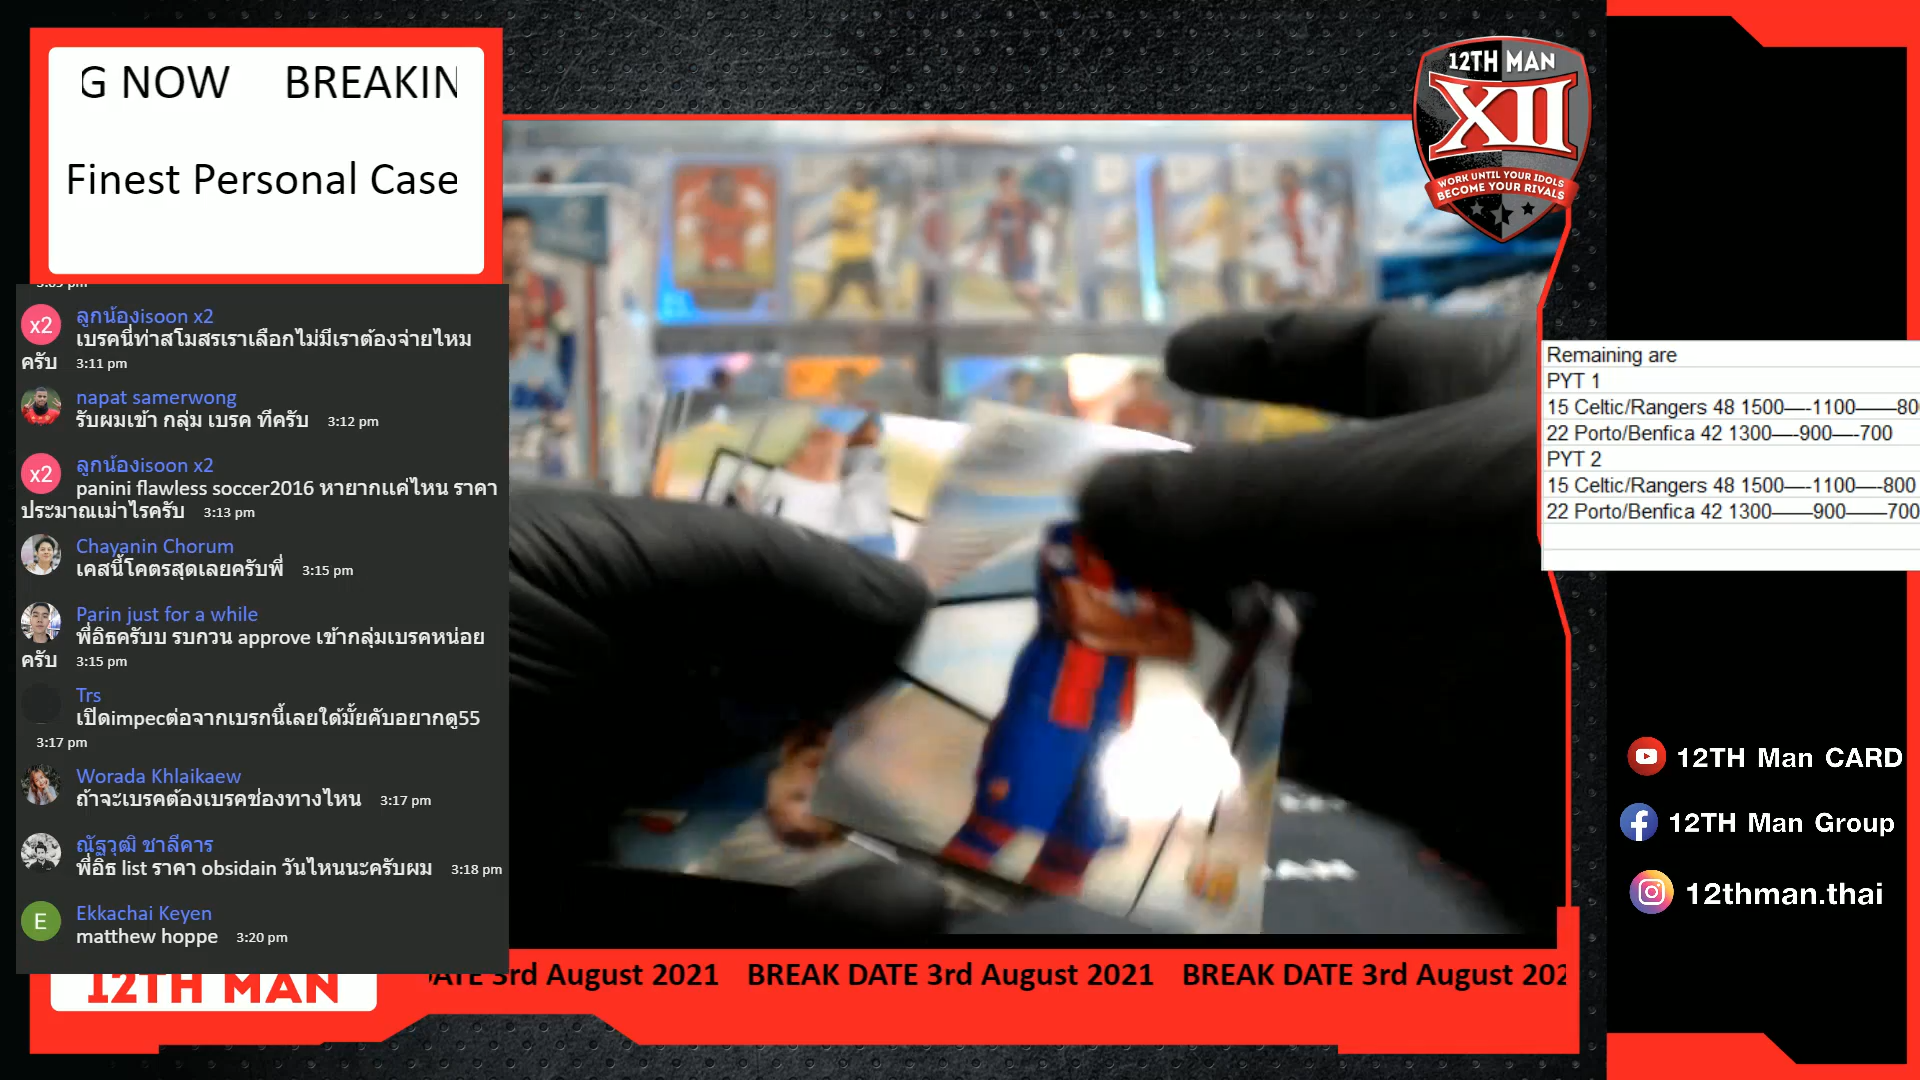 G NOW BREAKIN
Finest Personal Case
ลูกน้องisoon x2
x2
เบรคนี่ท่าสโมสรเราเลือกไม่มีเราต้องจ่ายไหม
ครับ 3:11 pm
napat samerwong
รับผมเข้า กลุ่ม เบรค ทีครับ 3:12 pm
ลูกน้องisoon x2
x2
panini flawless soccer2016 หายากแค่ไหน ราคา
ประมาณเม่าไรครับ 3:13 pm
Chayanin Chorum
เคสนี้โคตรสุดเลยครับพี่ 3:15 pm
Parin just for a while
พี่อิธครับบ รบกวน approve เข้ากลุ่มเบรคหน่อย
ครับ 3:15 pm
Trs
เปิดimpecต่อจากเบรกนี้เลยใด้มั้ยคับอยากดู55
3:17 pm
Worada Khlaikaew
ถ้าจะเบรคต้องเบรคช่องทางไหน 3:17 pm
ณัฐวุฒิ ชาลีคาร
พี่อิธ list ราคา obsidain วันไหนนะครับผม 3:18 pm
Ekkachai Keyen
E
matthew hoppe 3:20 pm
12TH MAN
DATE 3rd August 2021 BREAK DATE 3rd August 2021 BREAK DATE 3rd August 202
12TH MAN
XII
WORK UNTIL YOUR IDOLS
BECOME YOUR RIVALS
Remaining are
PYT 1
15 Celtic/Rangers 48 1500—-1100——80
22 Porto/Benfica 42 1300—-900—-700
PYT 2
15 Celtic/Rangers 48 1500—-1100—-800
22 Porto/Benfica 42 1300——900——700
12TH Man CARD
12TH Man Group
12thman.thai